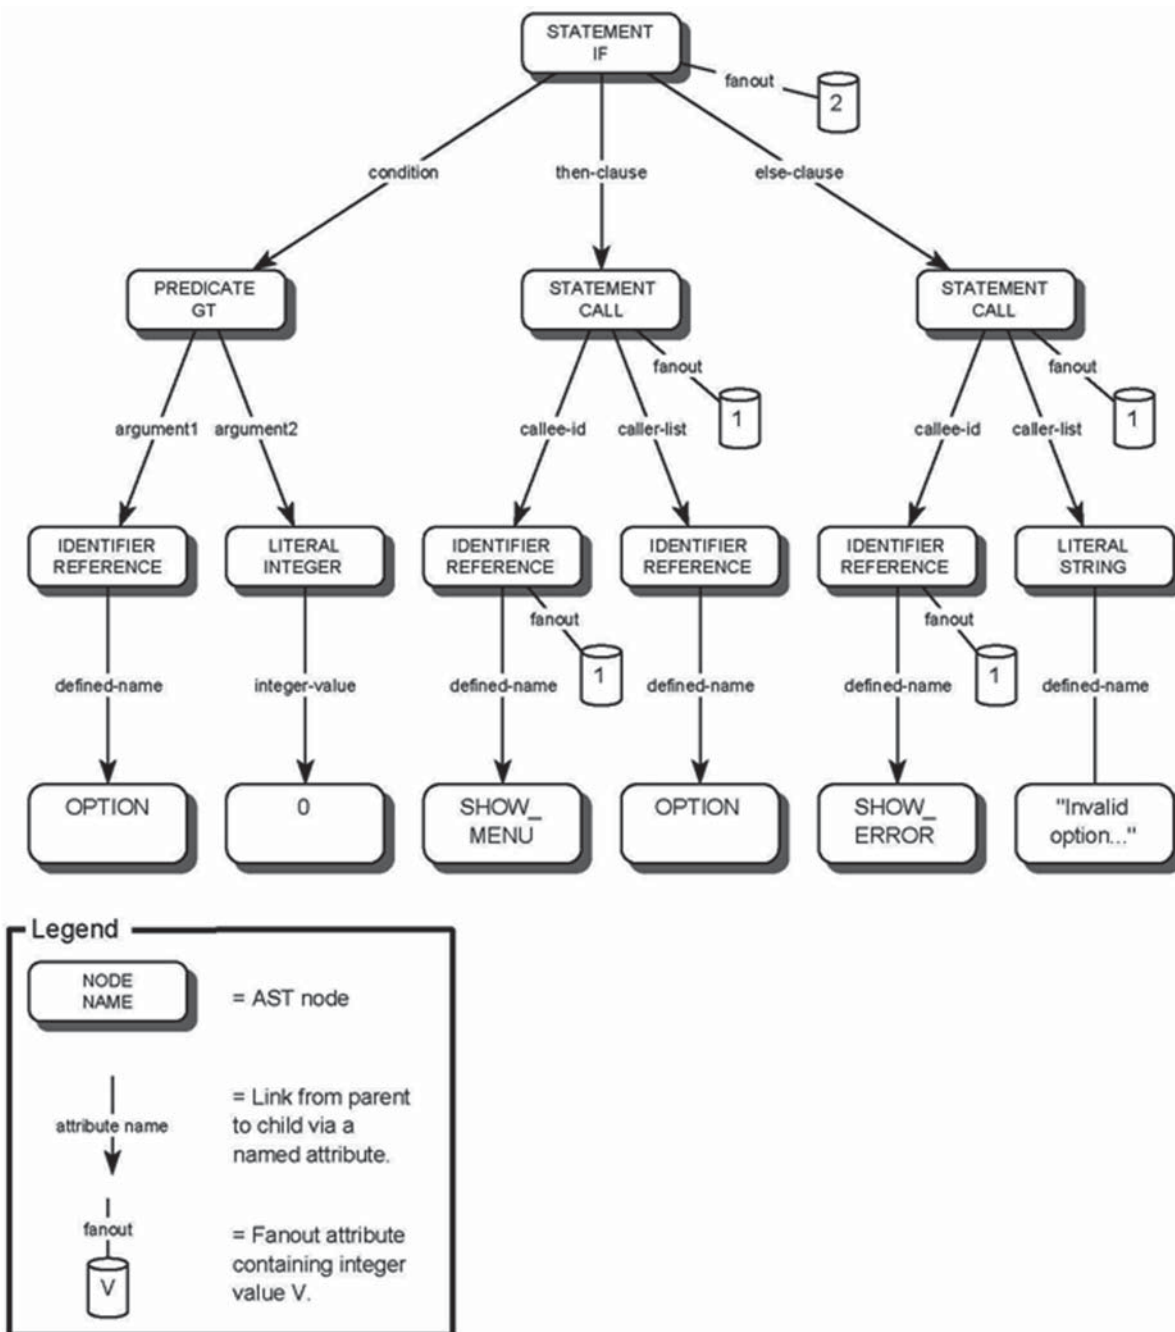 STATEMENT
IF
fanout
2
condition
then-clause
else-clause
PREDICATE
GT
STATEMENT
CALL
STATEMENT
CALL
fanout
1
fanout
1
argument1
argument2
callee-id
caller-list
callee-id
caller-list
IDENTIFIER
REFERENCE
LITERAL
INTEGER
IDENTIFIER
REFERENCE
IDENTIFIER
REFERENCE
IDENTIFIER
REFERENCE
LITERAL
STRING
fanout
1
fanout
1
defined-name
integer-value
defined-name
defined-name
defined-name
defined-name
OPTION
0
SHOW_
MENU
OPTION
SHOW_
ERROR
"Invalid
option..."
Legend
NODE
NAME
= AST node
attribute name
= Link from parent
to child via a
named attribute.
fanout
V
= Fanout attribute
containing integer
value V.